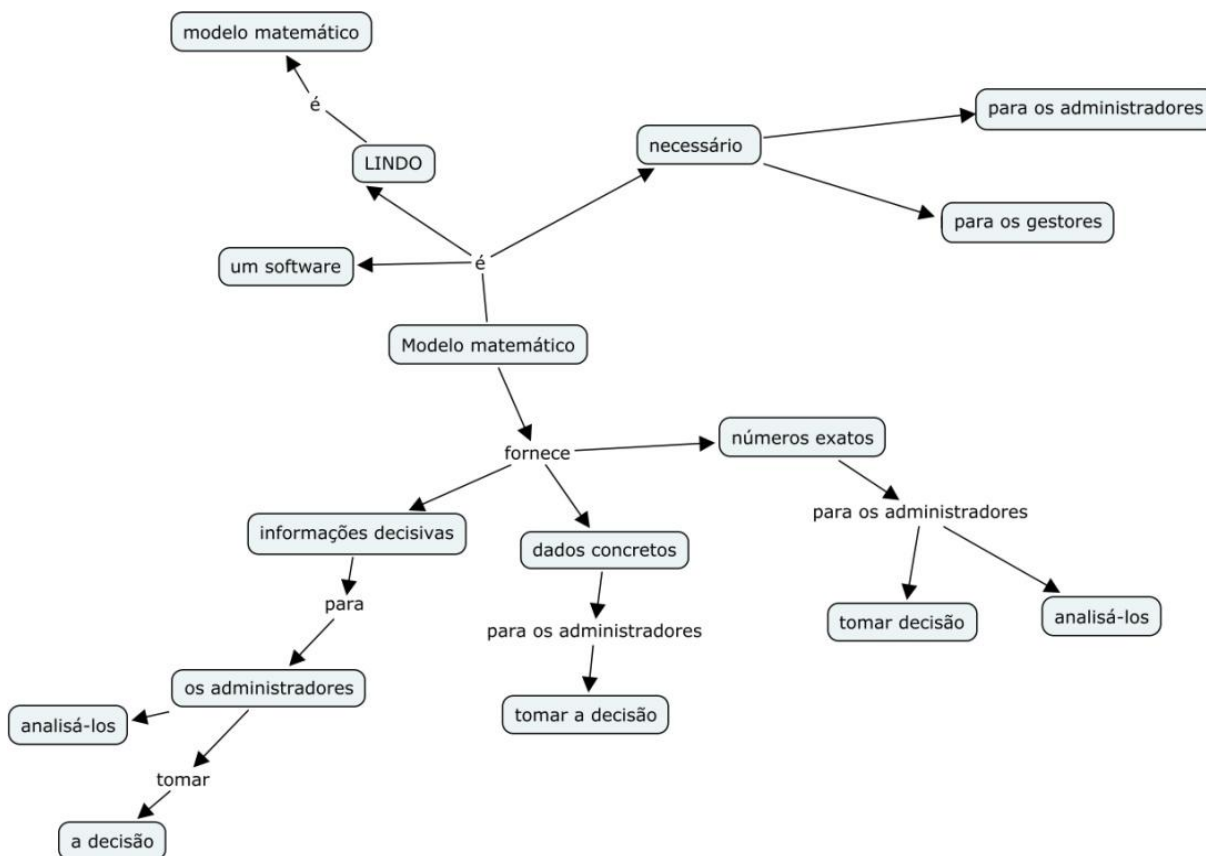 modelo matemático
é
para os administradores
necessário
LINDO
para os gestores
um software
é
Modelo matemático
números exatos
fornece
para os administradores
informações decisivas
dados concretos
para
analisá-los
tomar decisão
para os administradores
os administradores
tomar a decisão
analisá-los
tomar
a decisão